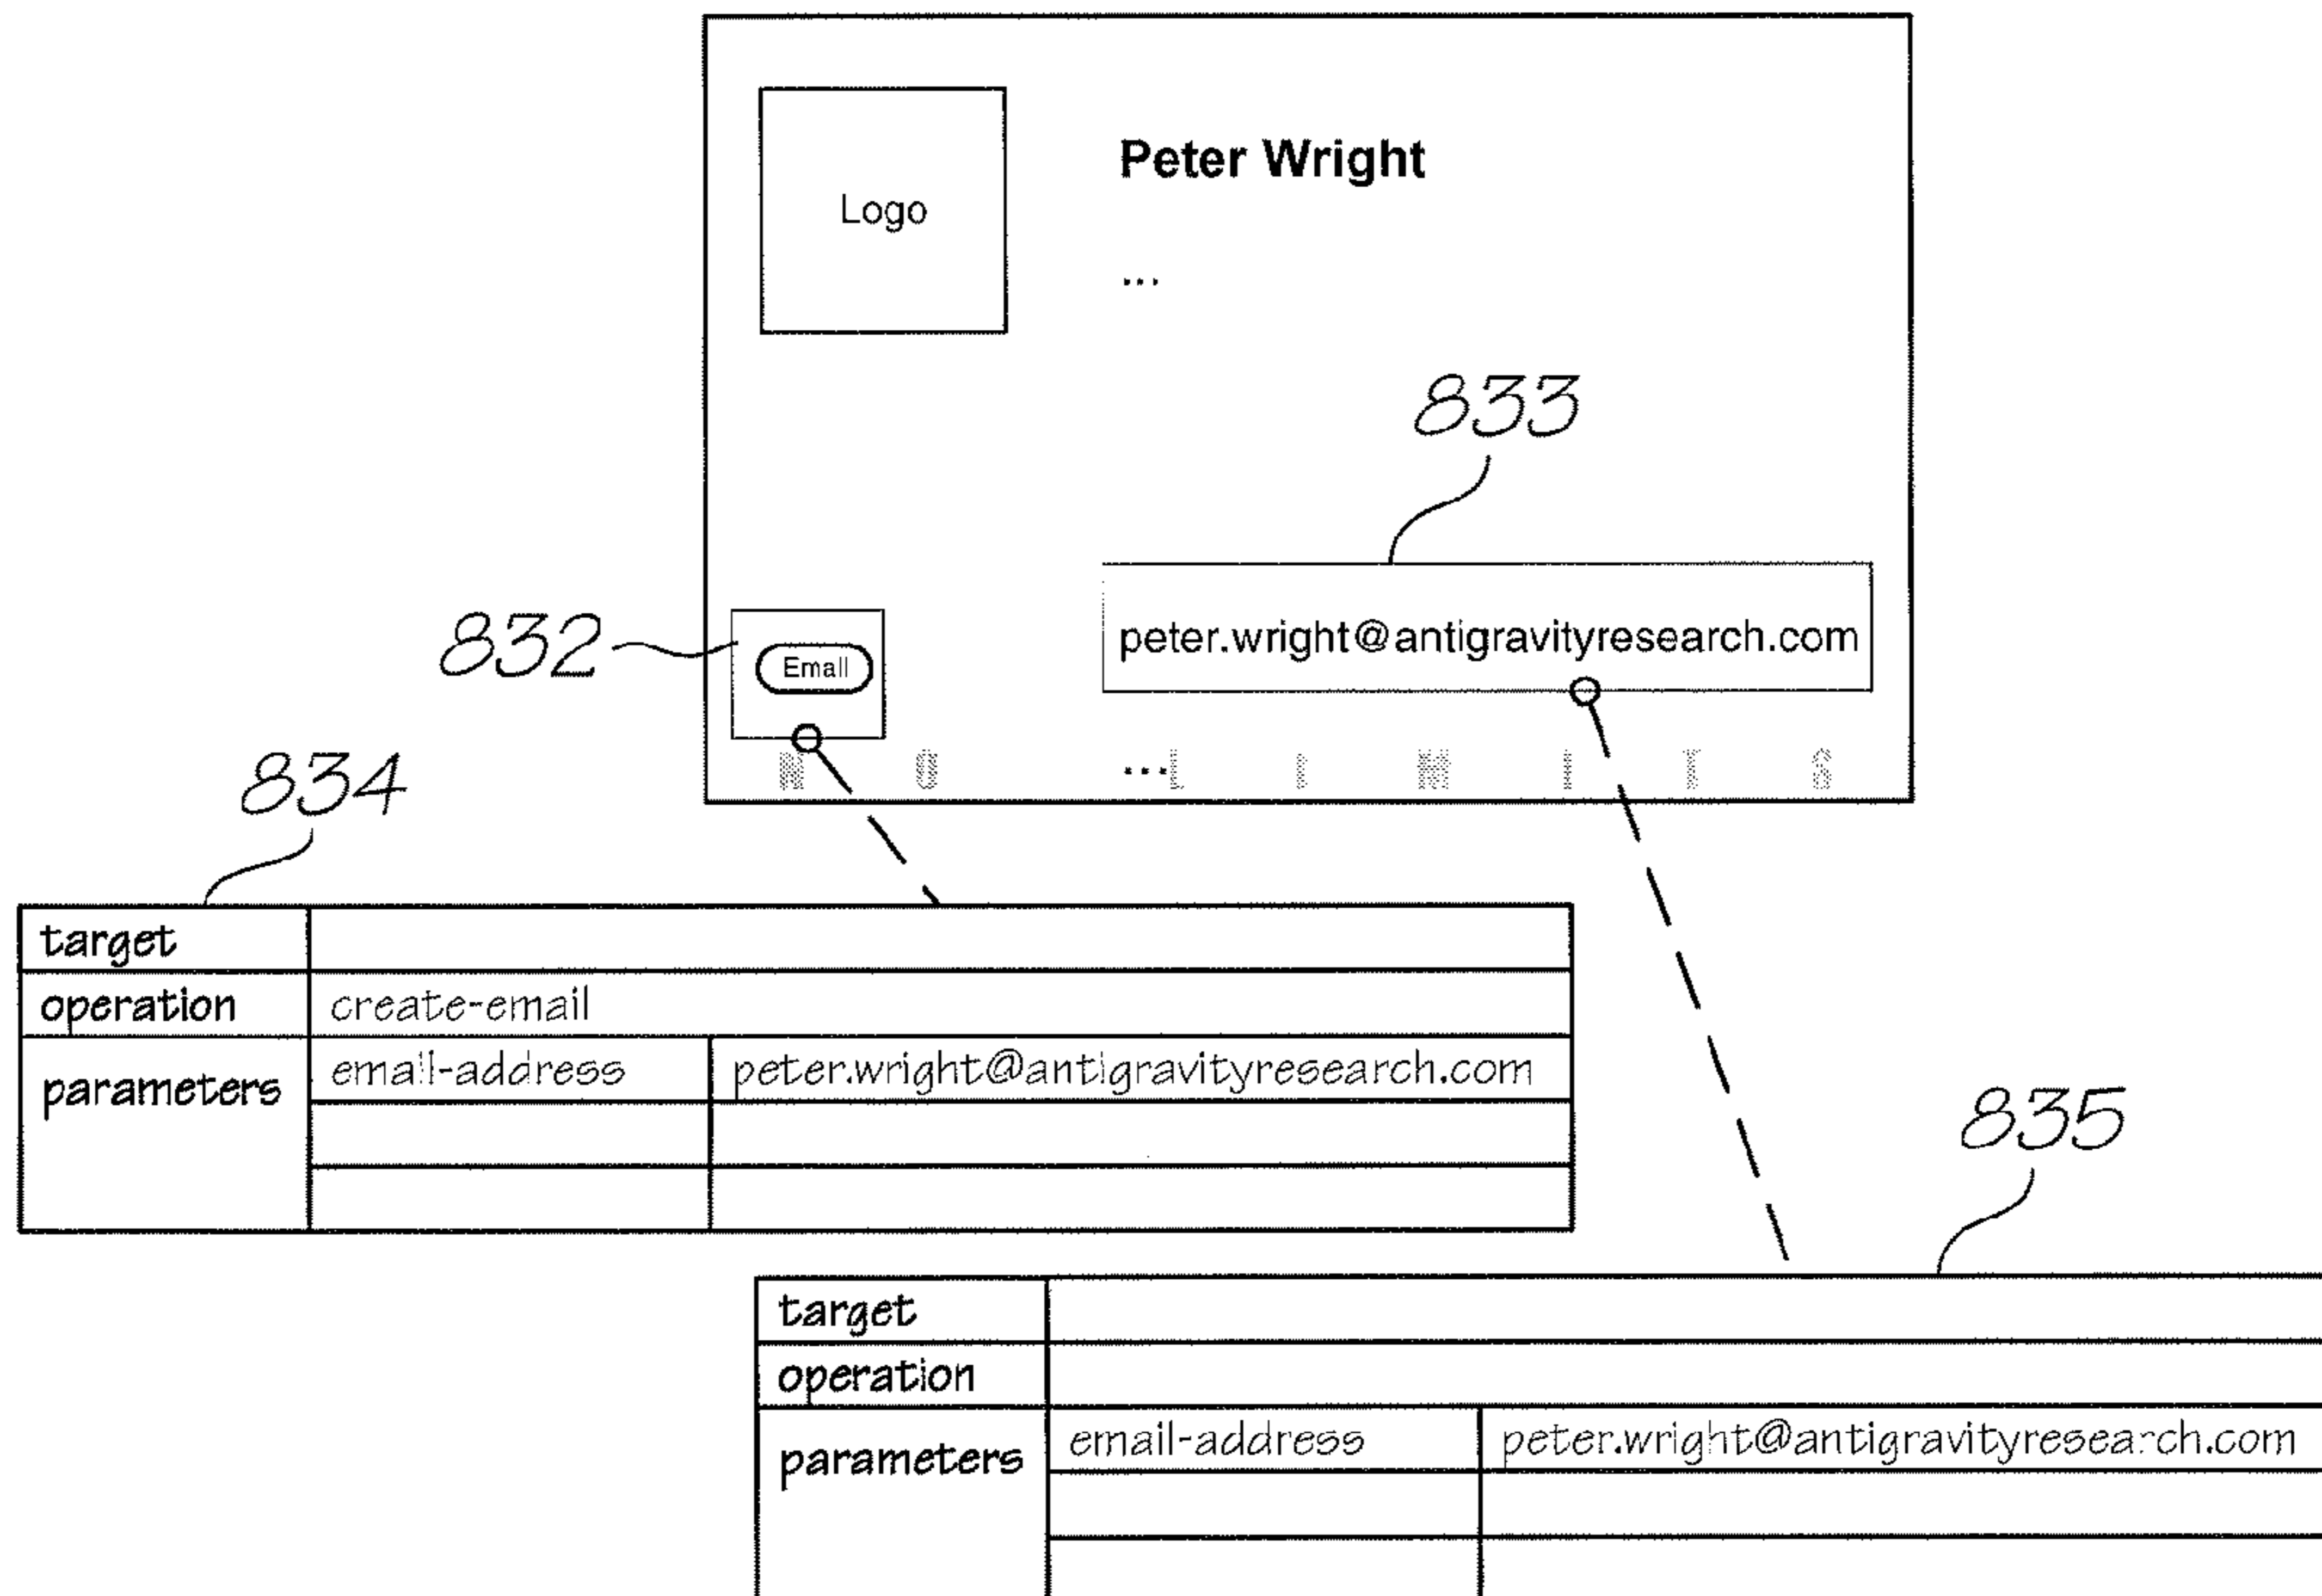 Peter Wright
Logo
...
833
peter.wright@antigravityresearch.com
832
Email
N O ...L I M I T S
834
target
operation create-email
parameters email-address peter.wright@antigravityresearch.com
835
target
operation
parameters email-address peter.wright@antigravityresearch.com